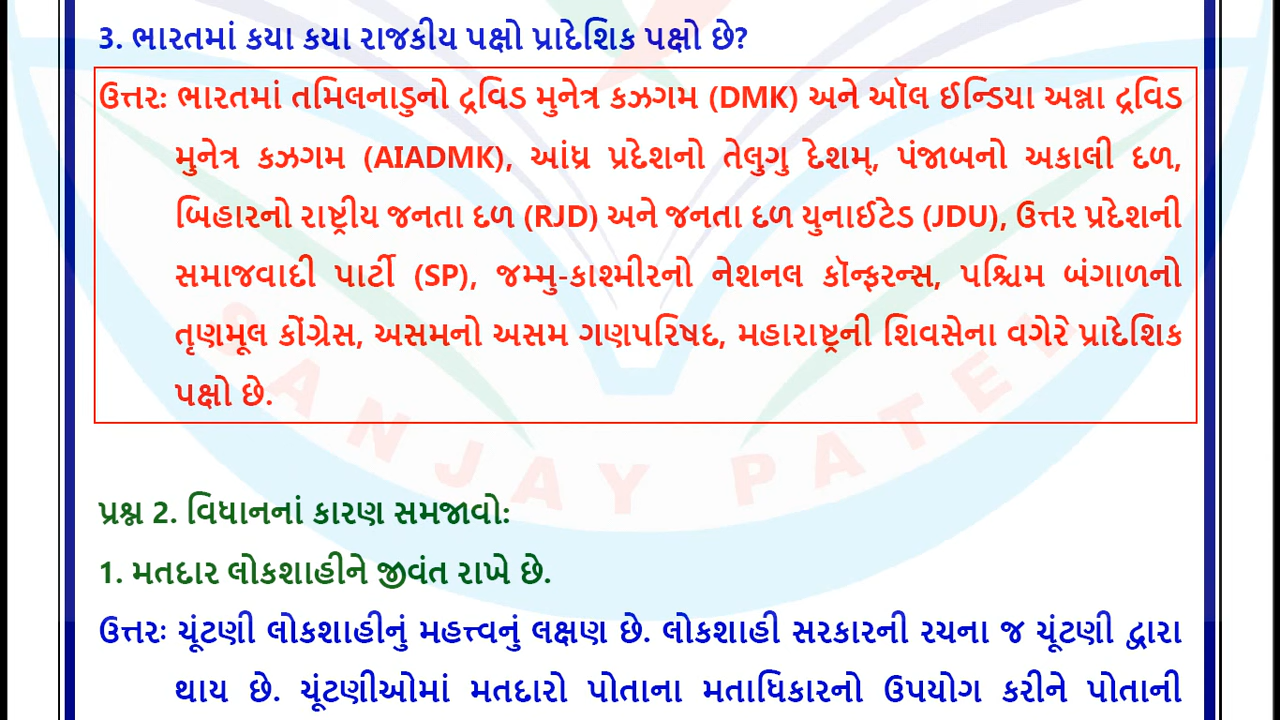 3. ભારતમાં કયા કયા રાજકીય પક્ષો પ્રાદેશિક પક્ષો છે?
ઉત્તર: ભારતમાં તમિલનાડુનો દ્રવિડ મુનેત્ર કઝગમ (DMK) અને ઑલ ઈન્ડિયા અન્ના દ્રવિડ
મુનેત્ર કઝગમ (AIADMK), આંધ્ર પ્રદેશનો તેલુગુ દેશમ્, પંજાબનો અકાલી દળ,
બિહારનો રાષ્ટ્રીય જનતા દળ (RJD) અને જનતા દળ યુનાઈટેડ (JDU), ઉત્તર પ્રદેશની
સમાજવાદી પાર્ટી (SP), જમ્મુ-કાશ્મીરનો નેશનલ કૉન્ફરન્સ, પશ્ચિમ બંગાળનો
તૃણમૂલ કોંગ્રેસ, અસમનો અસમ ગણપરિષદ, મહારાષ્ટ્રની શિવસેના વગેરે પ્રાદેશિક
પક્ષો છે.
SANJAY PATEL
પ્રશ્ન 2. વિધાનનાં કારણ સમજાવોઃ
1. મતદાર લોકશાહીને જીવંત રાખે છે.
ઉત્તરઃ ચૂંટણી લોકશાહીનું મહત્ત્વનું લક્ષણ છે. લોકશાહી સરકારની રચના જ ચૂંટણી દ્વારા
થાય છે. ચૂંટણીઓમાં મતદારો પોતાના મતાધિકારનો ઉપયોગ કરીને પોતાની